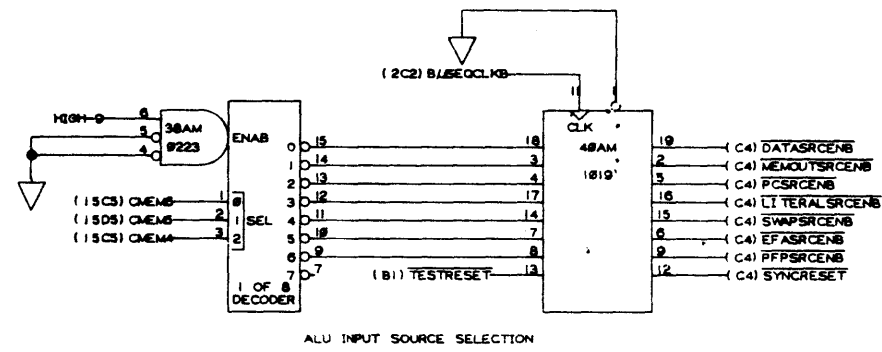 (2C2) BUSEQCLKB
11
1
HIGH-9
6
5
4
38AM
9223
ENAB
CLK
40AM
1019
0 15
1 14
2 13
3 12
4 11
5 10
6 9
7 7
(15C5) CMEM6 1 0
(15D5) CMEM5 2 1 SEL
(15C5) CMEM4 3 2
1 OF 8
DECODER
18
3
4
17
14
7
8
(B1) TESTRESET 13
19 (C4) DATASRCENB
2 (C4) MEMOUTSRCENB
5 (C4) PCSRCENB
16 (C4) LITERALSRCENB
15 (C4) SWAPSRCENB
6 (C4) EFASRCENB
9 (C4) PFPSRCENB
12 (C4) SYNCRESET
ALU INPUT SOURCE SELECTION